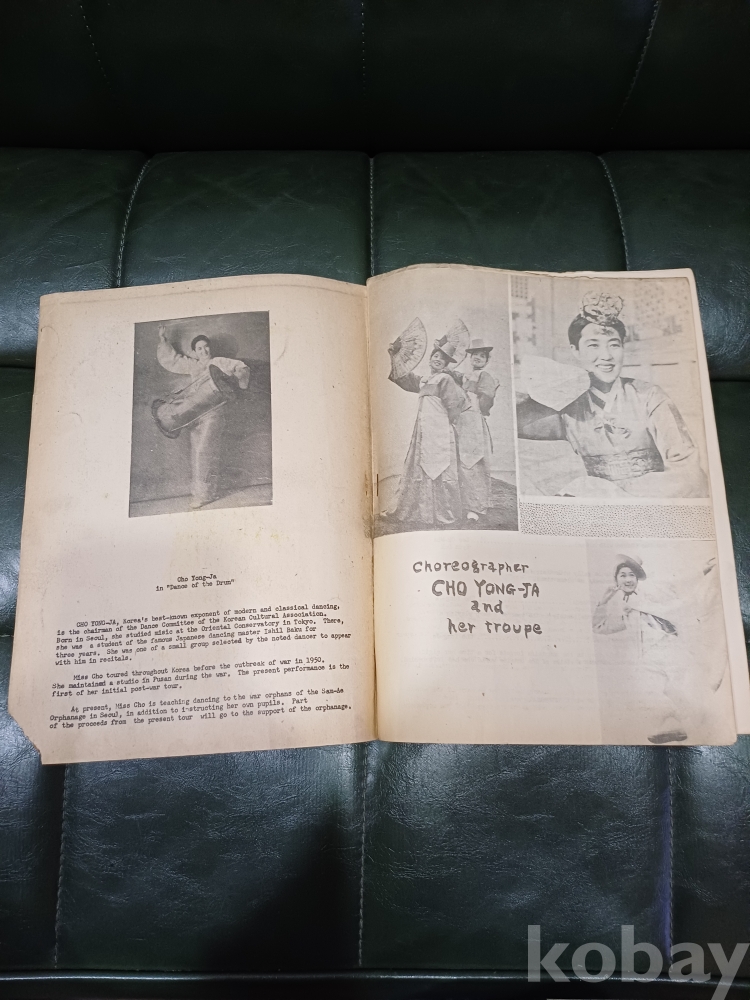 Cho Yong-Ja
in "Dance of the Drum"
CHO YONG-JA, Korea's best-known exponent of modern and classical dancing,
is the chairman of the Dance Committee of the Korean Cultural Association.
Born in Seoul, she studied misic at the Oriental Conservatory in Tokyo. There,
she was a student of the famous Japanese dancing master Ishii Baku for
three years. She was one of a small group selected by the noted dancer to appear
with him in recitals.
Miss Cho toured throughout Korea before the outbreak of war in 1950.
She maintained a studio in Pusan during the war. The present performance is the
first of her initial post-war tour.
At present, Miss Cho is teaching dancing to the war orphans of the Sam-Ae
Orphanage in Seoul, in addition to i-structing her own pupils. Part
of the proceeds from the present tour will go to the support of the orphanage.
Choreographer
CHO YONG-JA
and
her troupe
kobay